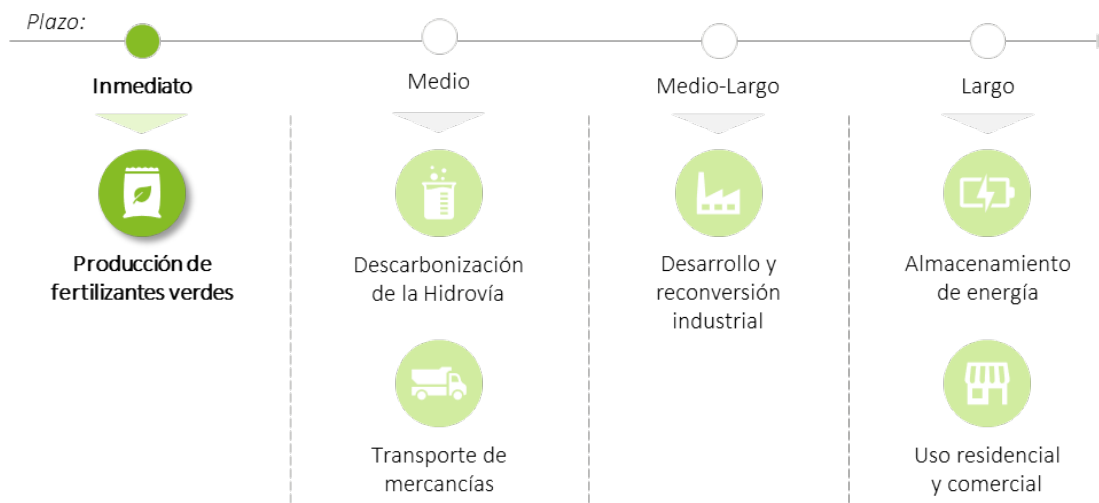 Plazo:
Inmediato
Medio
Medio-Largo
Largo
Producción de
fertilizantes verdes
Descarbonización
de la Hidrovía
Transporte de
mercancías
Desarrollo y
reconversión
industrial
Almacenamiento
de energía
Uso residencial
y comercial